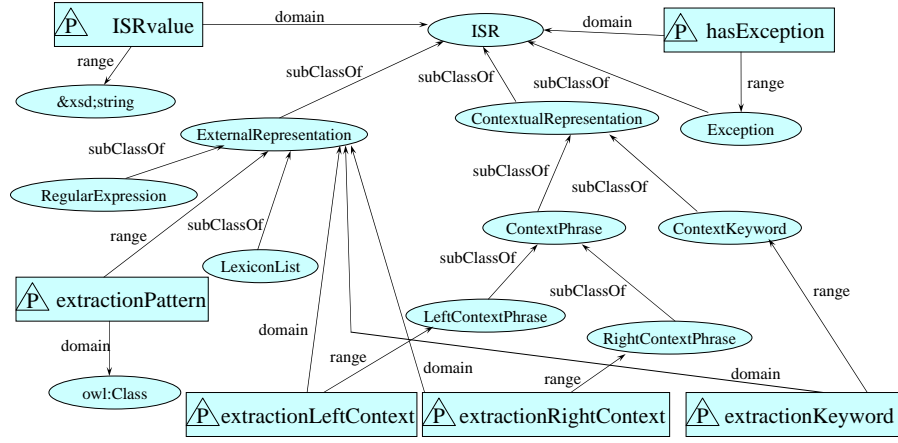 domain
P ISRvalue
ISR
domain
P hasException
range
subClassOf
subClassOf
subClassOf
range
&xsd;string
ExternalRepresentation
ContextualRepresentation
Exception
subClassOf
RegularExpression
subClassOf
subClassOf
subClassOf
range
ContextPhrase
ContextKeyword
LexiconList
subClassOf
P extractionPattern
subClassOf
range
LeftContextPhrase
domain
RightContextPhrase
domain
range
domain
owl:Class
range
P extractionLeftContext
P extractionRightContext
P extractionKeyword